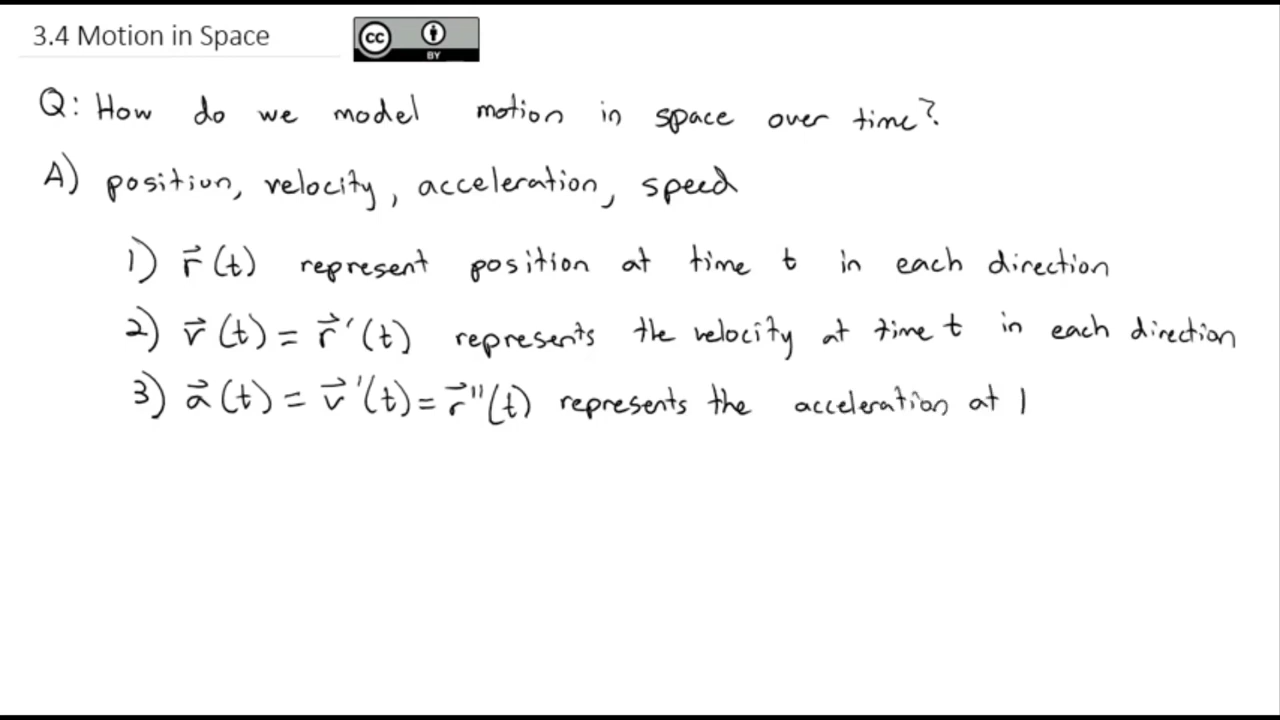 3.4 Motion in Space
cc BY
Q: How do we model motion in space over time?
A) position, velocity, acceleration, speed
1) r⃗(t) represent position at time t in each direction
2) v⃗(t) = r⃗'(t) represents the velocity at time t in each direction
3) a⃗(t) = v⃗'(t) = r⃗''(t) represents the acceleration at